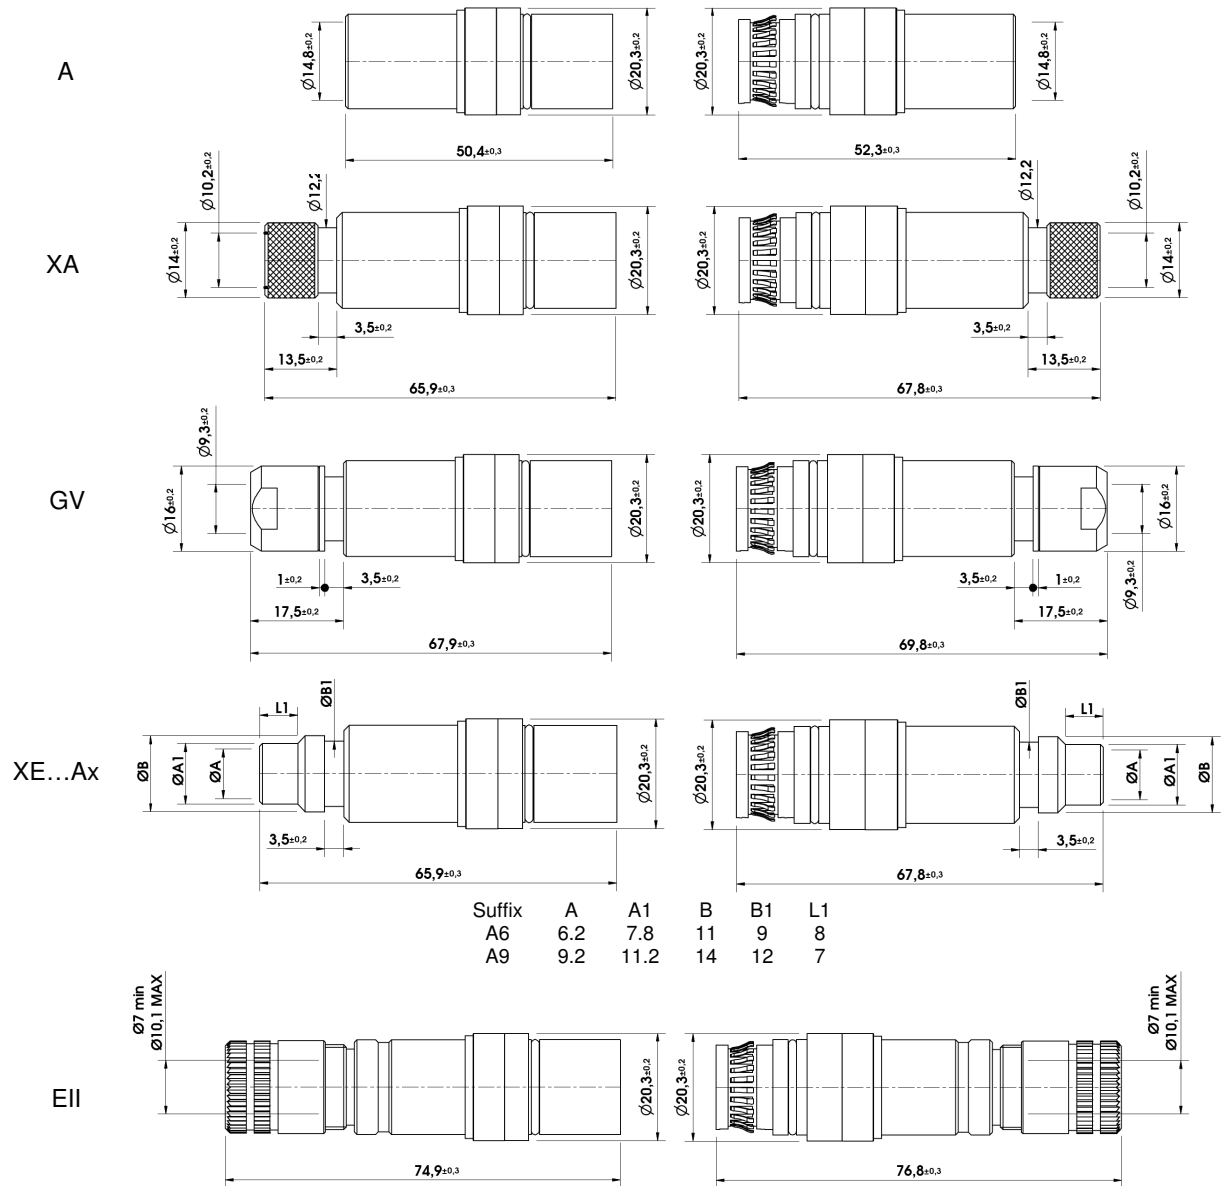 A
Ø14,8±0,2
Ø20,3±0,2
50,4±0,3
Ø20,3±0,2
Ø14,8±0,2
52,3±0,3
XA
Ø14±0,2
Ø10,2±0,2
Ø12,2
Ø20,3±0,2
3,5±0,2
13,5±0,2
65,9±0,3
Ø20,3±0,2
Ø12,2
Ø10,2±0,2
Ø14±0,2
3,5±0,2
13,5±0,2
67,8±0,3
GV
Ø16±0,2
Ø9,3±0,2
Ø20,3±0,2
1±0,2
3,5±0,2
17,5±0,2
67,9±0,3
Ø20,3±0,2
Ø16±0,2
Ø9,3±0,2
3,5±0,2
1±0,2
17,5±0,2
69,8±0,3
XE...Ax
L1
ØB1
ØB
ØA1
ØA
Ø20,3±0,2
3,5±0,2
65,9±0,3
Ø20,3±0,2
ØB1
L1
ØA
ØA1
ØB
3,5±0,2
67,8±0,3
Suffix A A1 B B1 L1
A6 6.2 7.8 11 9 8
A9 9.2 11.2 14 12 7
EII
Ø7 min
Ø10,1 MAX
Ø20,3±0,2
74,9±0,3
Ø20,3±0,2
Ø7 min
Ø10,1 MAX
76,8±0,3